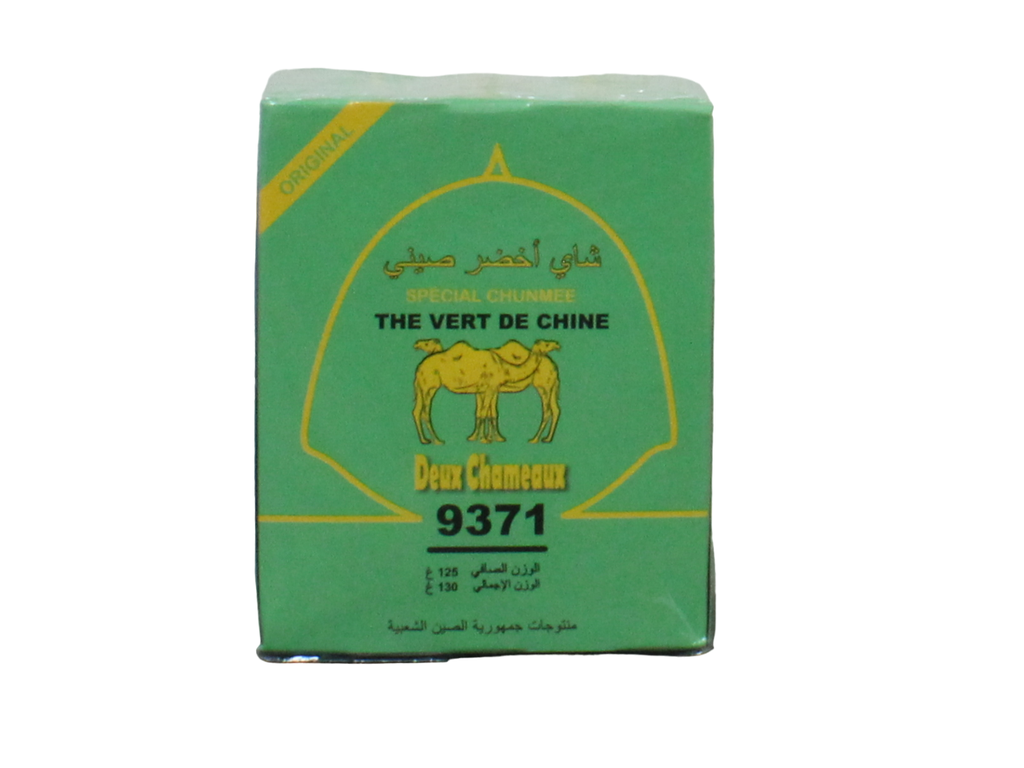 ORIGINAL
شاي أخضر صيني
SPÉCIAL CHUNMEE
THE VERT DE CHINE
Deux Chameaux
9371
الوزن الصافي 125 غ
الوزن الإجمالي 130 غ
منتوجات جمهورية الصين الشعبية